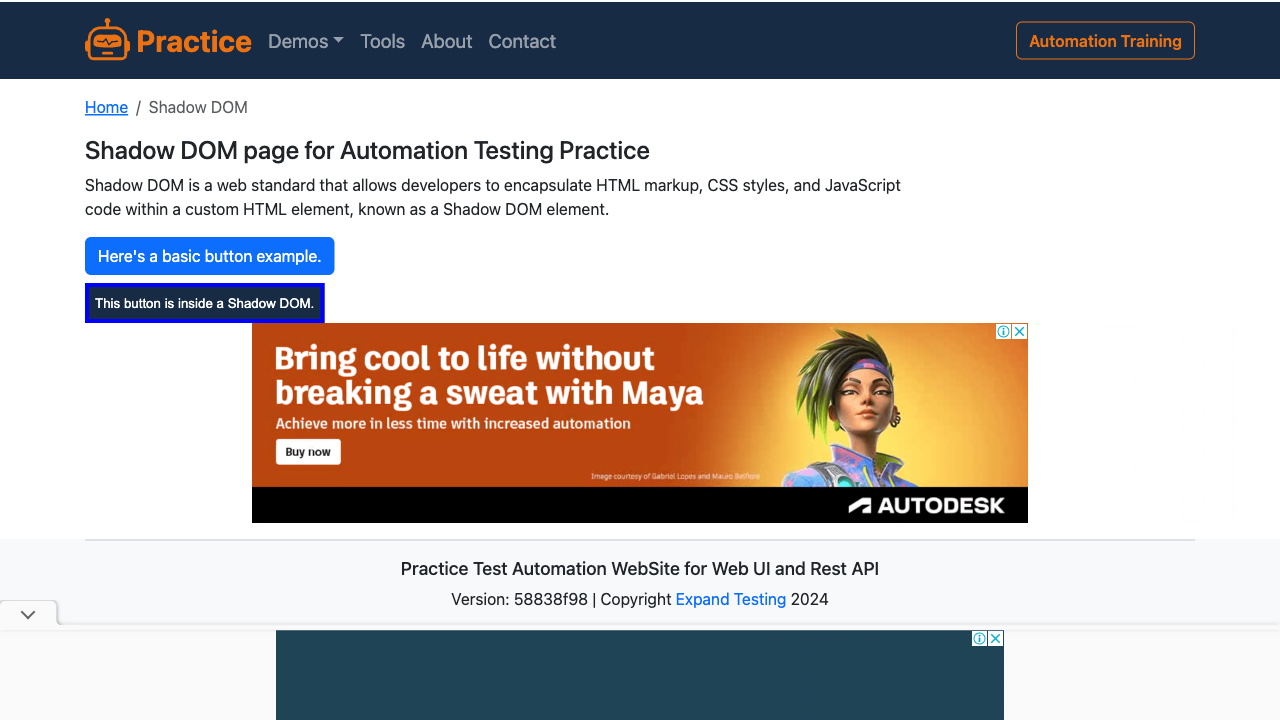 Practice
Demos
Tools
About
Contact
Automation Training
Home / Shadow DOM
Shadow DOM page for Automation Testing Practice
Shadow DOM is a web standard that allows developers to encapsulate HTML markup, CSS styles, and JavaScript
code within a custom HTML element, known as a Shadow DOM element.
Here's a basic button example.
This button is inside a Shadow DOM.
Bring cool to life without
breaking a sweat with Maya
Achieve more in less time with increased automation
Buy now
Image courtesy of Gabriel Lopes and Mauro Baffioni
AUTODESK
Practice Test Automation WebSite for Web UI and Rest API
Version: 58838f98 | Copyright Expand Testing 2024